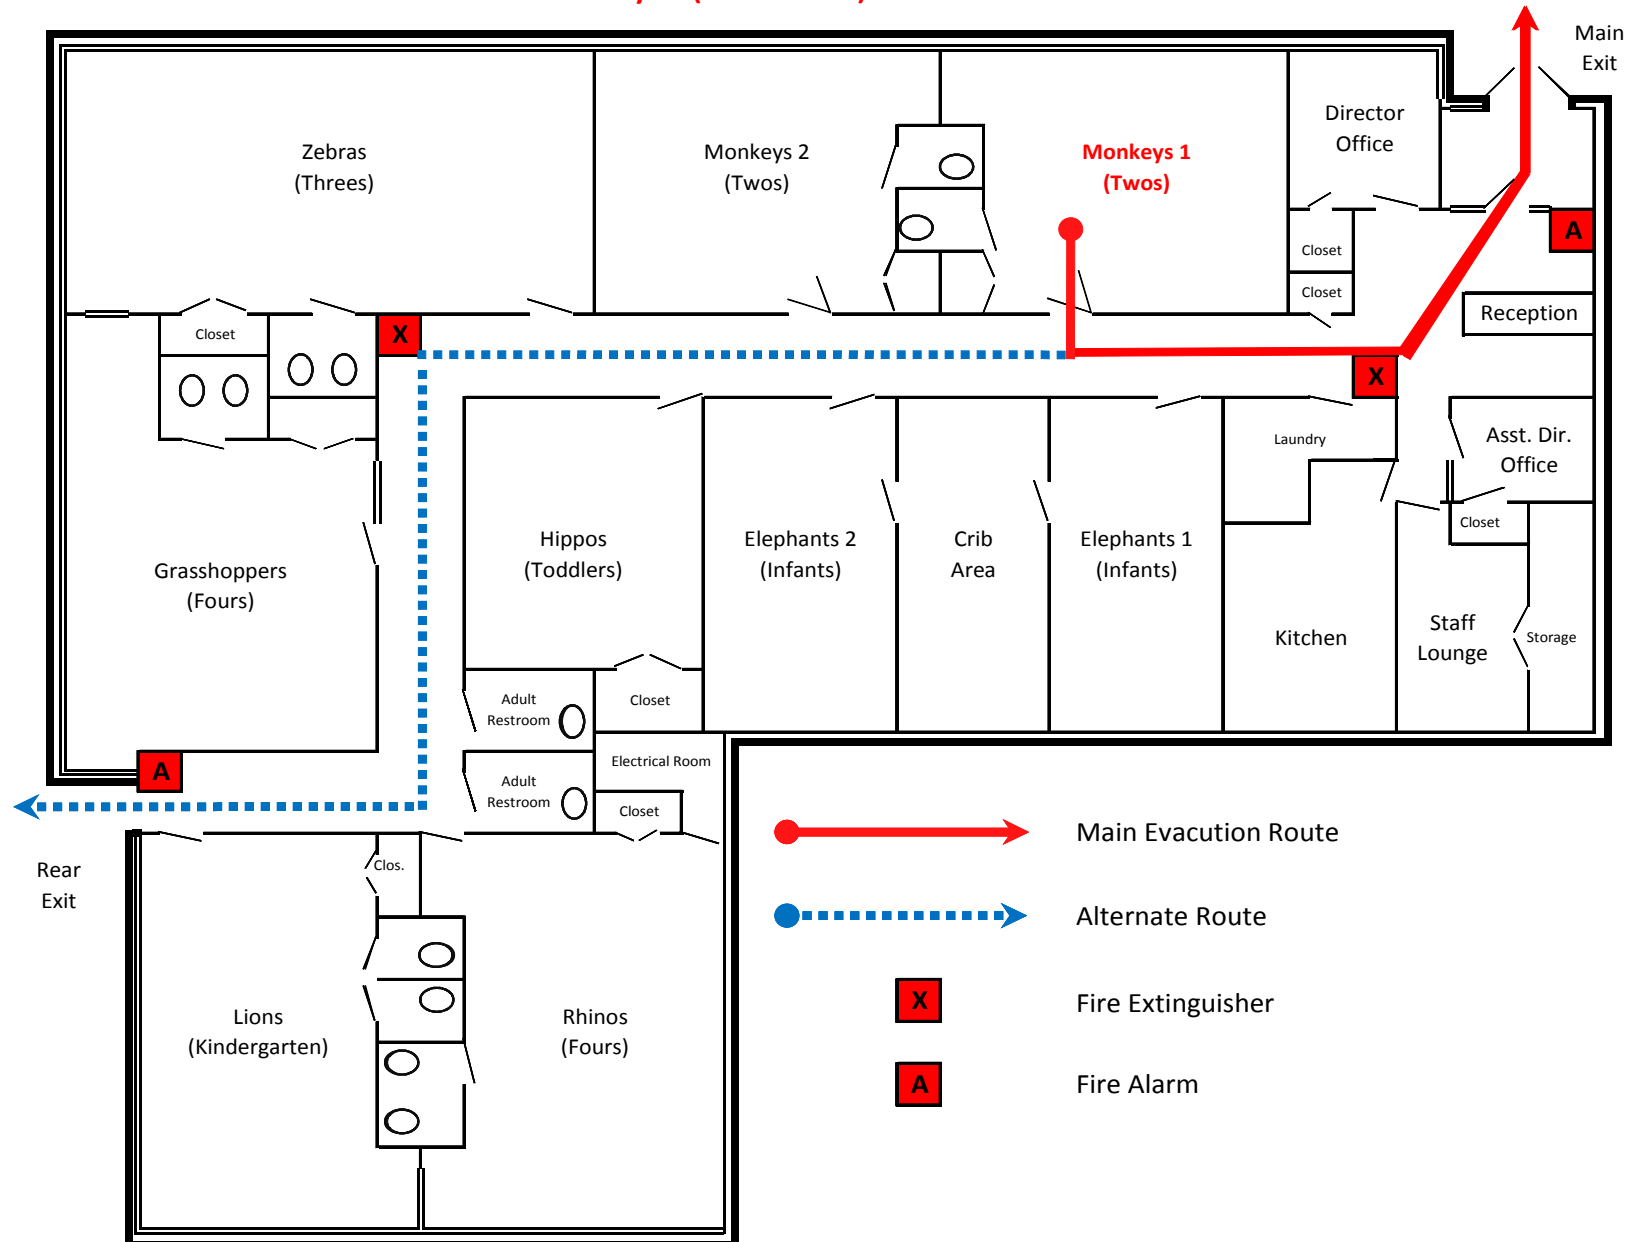 Main
Exit
Director
Office
Zebras
(Threes)
Monkeys 2
(Twos)
Monkeys 1
(Twos)
A
Closet
Closet
Reception
Closet
X
X
Laundry
Asst. Dir.
Office
Closet
Hippos
(Toddlers)
Elephants 2
(Infants)
Crib
Area
Elephants 1
(Infants)
Grasshoppers
(Fours)
Kitchen
Staff
Lounge
Storage
Adult
Restroom
Closet
A
Electrical Room
Adult
Restroom
Closet
Main Evacution Route
Rear
Exit
Clos.
Alternate Route
X
Fire Extinguisher
Lions
(Kindergarten)
Rhinos
(Fours)
A
Fire Alarm